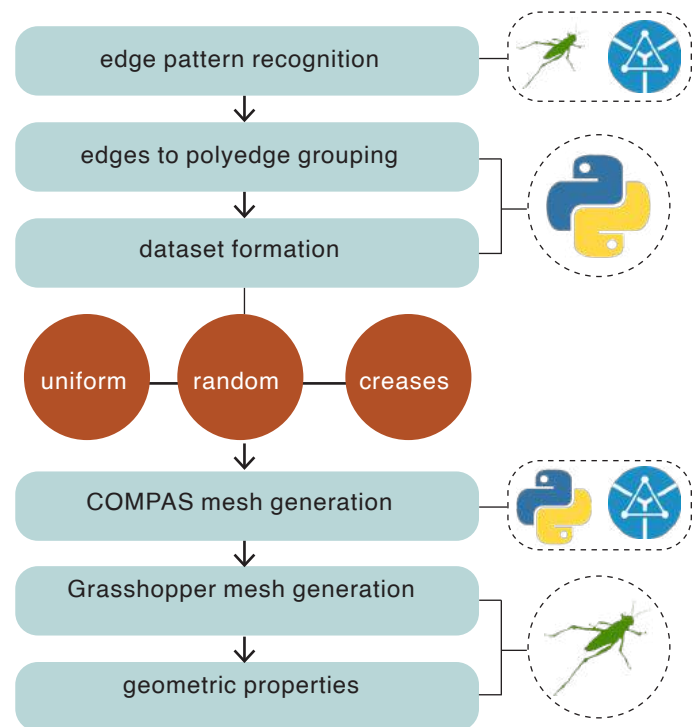 edge pattern recognition
edges to polyedge grouping
dataset formation
uniform
random
creases
COMPAS mesh generation
Grasshopper mesh generation
geometric properties